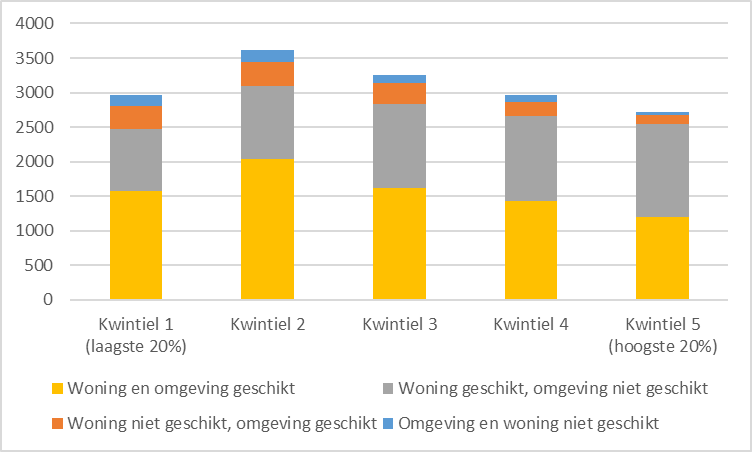 4000
3500
3000
2500
2000
1500
1000
500
0
Kwintiel 1 Kwintiel 2 Kwintiel 3 Kwintiel 4 Kwintiel 5
(laagste 20%) (hoogste 20%)
Woning en omgeving geschikt Woning geschikt, omgeving niet geschikt
Woning niet geschikt, omgeving geschikt Omgeving en woning niet geschikt